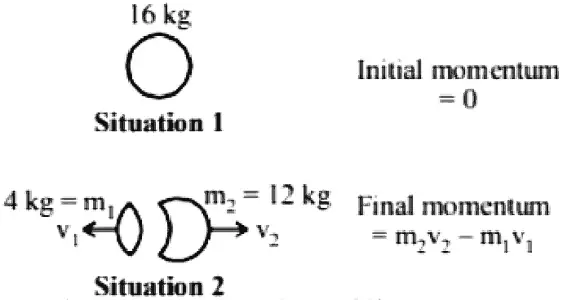 16 kg
Initial momentum
= 0
Situation 1
4 kg = m₁
m₂ = 12 kg
v₁
v₂
Final momentum
= m₂v₂ – m₁v₁
Situation 2